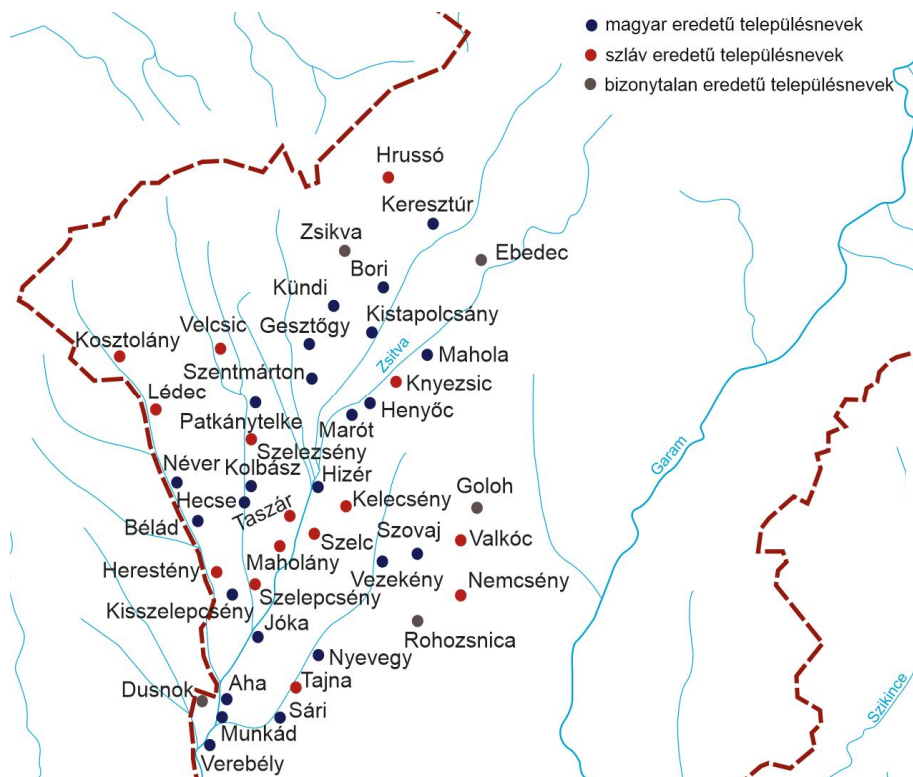 magyar eredetű településnevek
szláv eredetű településnevek
bizonytalan eredetű településnevek
Hrussó
Keresztúr
Zsikva
Ebedec
Bori
Kündi
Kistapolcsány
Velcsic
Gesztőgy
Kosztolány
Zsitva
Mahola
Szentmárton
Knyezsic
Lédec
Henyőc
Patkánytelke
Marót
Szelezsény
Garam
Néver
Kolbász
Hizér
Hecse
Kelecsény
Goloh
Taszár
Bélád
Szovaj
Szelc
Valkóc
Maholány
Herestény
Vezekény
Nemcsény
Szelepcsény
Kisszelepcsény
Jóka
Rohozsnica
Nyevegy
Tajna
Dusnok
Aha
Sári
Szikince
Munkád
Verebély